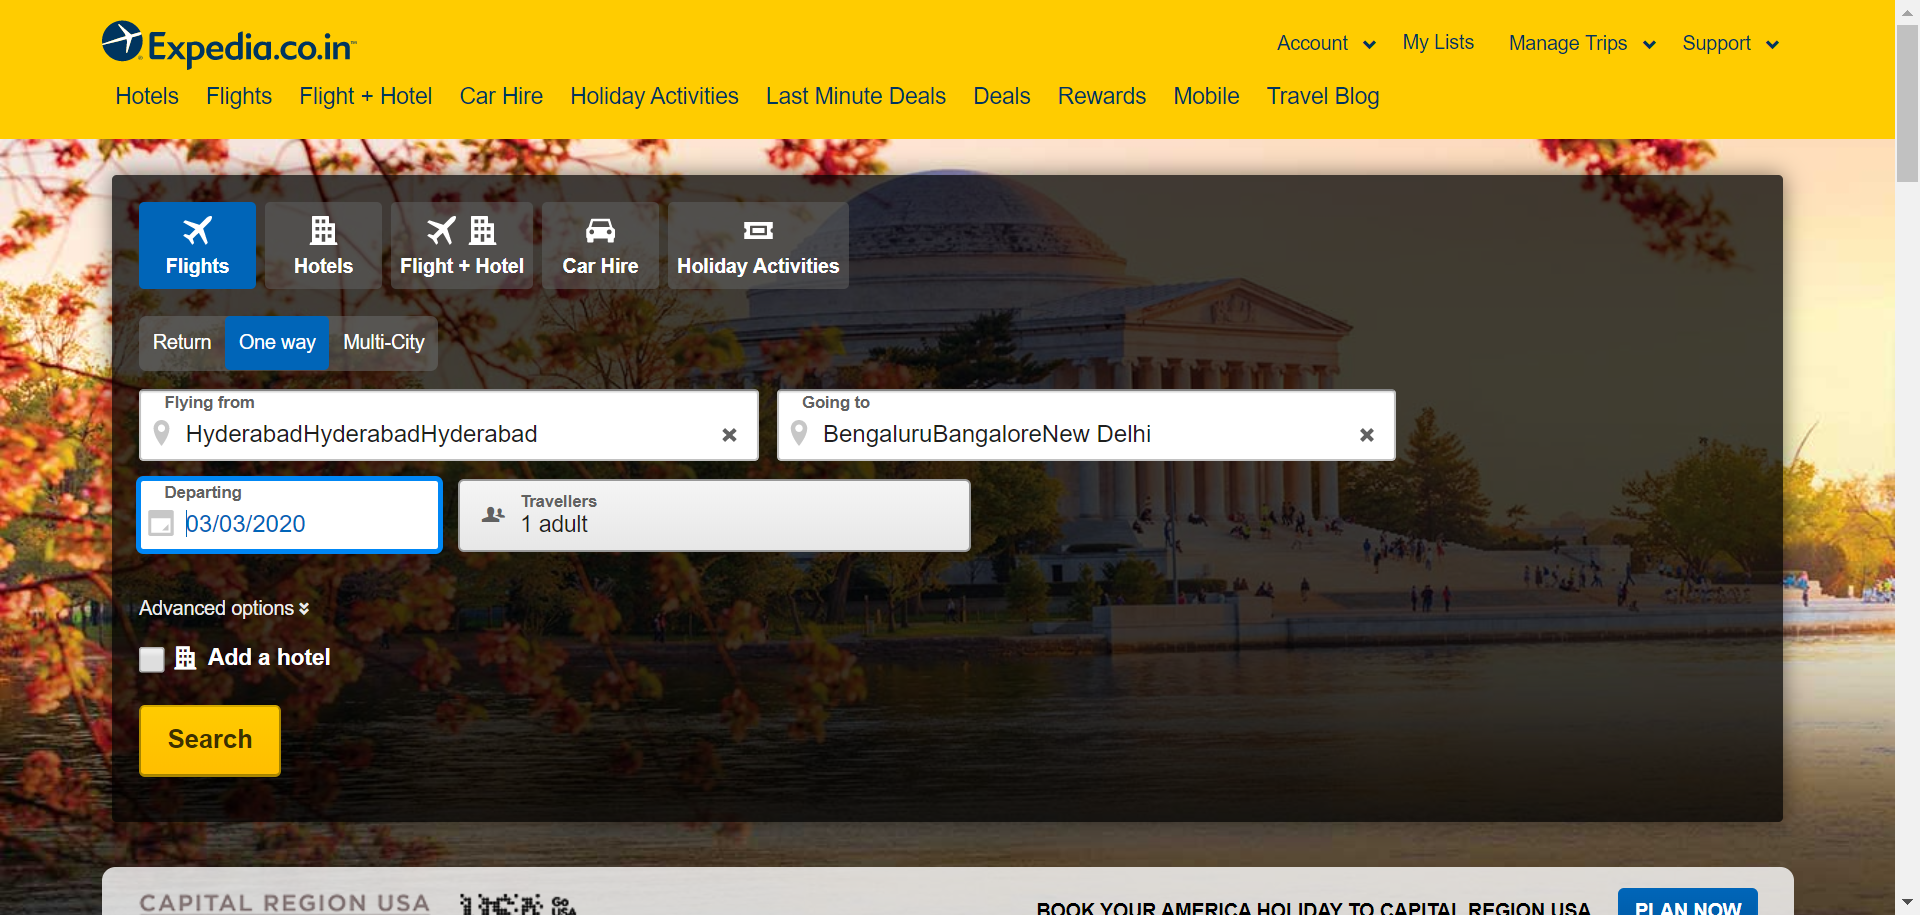 Expedia.co.in™
Account
My Lists
Manage Trips
Support
Hotels
Flights
Flight + Hotel
Car Hire
Holiday Activities
Last Minute Deals
Deals
Rewards
Mobile
Travel Blog
Flights
Hotels
Flight + Hotel
Car Hire
Holiday Activities
Return
One way
Multi-City
Flying from
HyderabadHyderabadHyderabad
Going to
BengaluruBangaloreNew Delhi
Departing
03/03/2020
Travellers
1 adult
Advanced options
Add a hotel
Search
CAPITAL REGION USA
GO
USA
BOOK YOUR AMERICA HOLIDAY TO CAPITAL REGION USA
PLAN NOW